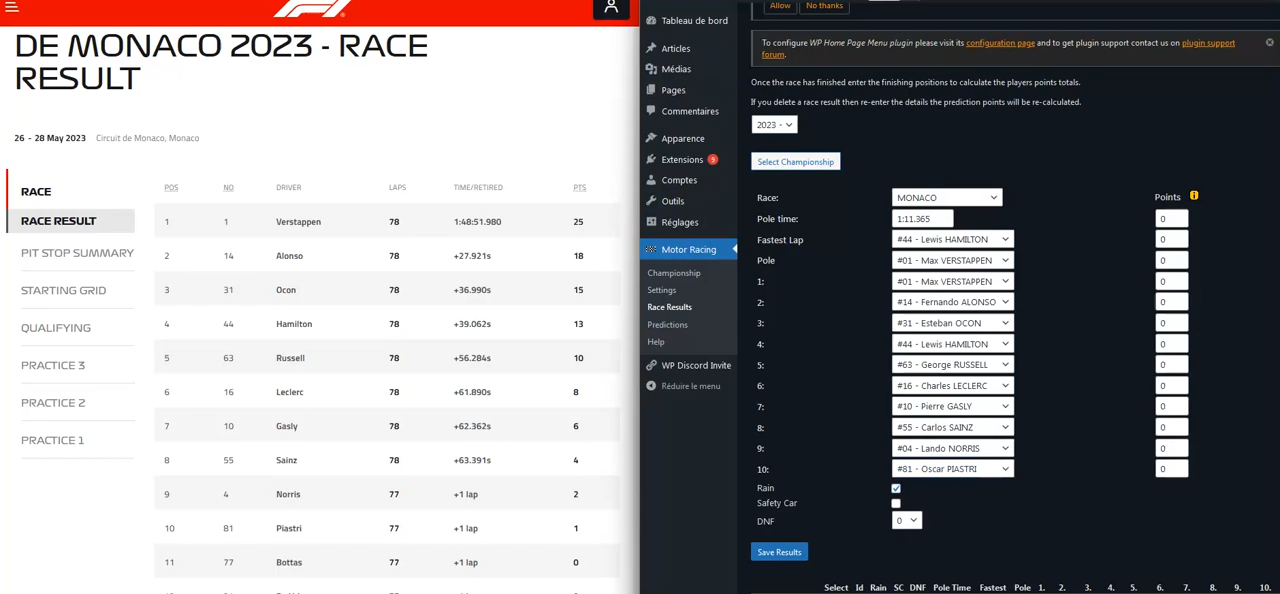 DE MONACO 2023 - RACE
RESULT
26 - 28 May 2023 Circuit de Monaco, Monaco
RACE
RACE RESULT
PIT STOP SUMMARY
STARTING GRID
QUALIFYING
PRACTICE 3
PRACTICE 2
PRACTICE 1
POS NO DRIVER LAPS TIME/RETIRED PTS
1 1 Verstappen 78 1:48:51.980 25
2 14 Alonso 78 +27.921s 18
3 31 Ocon 78 +36.990s 15
4 44 Hamilton 78 +39.062s 13
5 63 Russell 78 +56.284s 10
6 16 Leclerc 78 +61.890s 8
7 10 Gasly 78 +62.362s 6
8 55 Sainz 78 +63.391s 4
9 4 Norris 77 +1 lap 2
10 81 Piastri 77 +1 lap 1
11 77 Bottas 77 +1 lap 0
Tableau de bord
Articles
Médias
Pages
Commentaires
Apparence
Extensions 9
Comptes
Outils
Réglages
Motor Racing
Championship
Settings
Race Results
Predictions
Help
WP Discord Invite
Réduire le menu
Allow No thanks
To configure WP Home Page Menu plugin please visit its configuration page and to get plugin support contact us on plugin support
forum.
Once the race has finished enter the finishing positions to calculate the players points totals.
If you delete a race result then re-enter the details the prediction points will be re-calculated.
2023 -
Select Championship
Race: MONACO Points
Pole time: 1:11.365 0
Fastest Lap #44 - Lewis HAMILTON 0
Pole #01 - Max VERSTAPPEN 0
1: #01 - Max VERSTAPPEN 0
2: #14 - Fernando ALONSO 0
3: #31 - Esteban OCON 0
4: #44 - Lewis HAMILTON 0
5: #63 - George RUSSELL 0
6: #16 - Charles LECLERC 0
7: #10 - Pierre GASLY 0
8: #55 - Carlos SAINZ 0
9: #04 - Lando NORRIS 0
10: #81 - Oscar PIASTRI 0
Rain
Safety Car
DNF 0
Save Results
Select Id Rain SC DNF Pole Time Fastest Pole 1. 2. 3. 4. 5. 6. 7. 8. 9. 10.